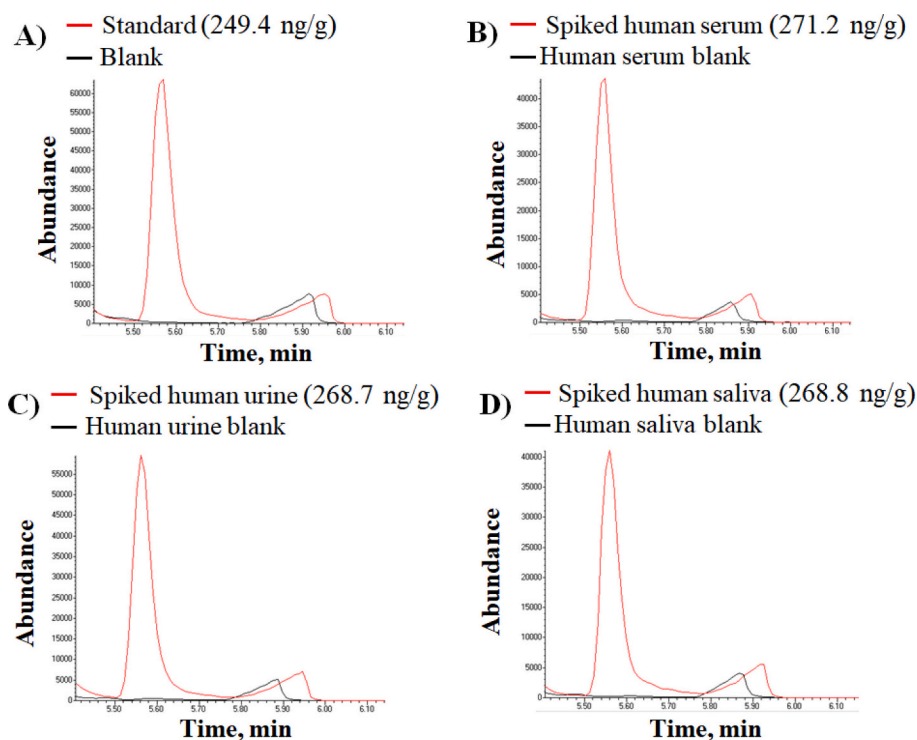 A)
Standard (249.4 ng/g)
Blank
Abundance
60000
55000
50000
45000
40000
35000
30000
25000
20000
15000
10000
5000
0
5.50 5.60 5.70 5.80 5.90 6.00 6.10
Time, min
B)
Spiked human serum (271.2 ng/g)
Human serum blank
Abundance
40000
35000
30000
25000
20000
15000
10000
5000
0
5.50 5.60 5.70 5.80 5.90 6.00 6.10
Time, min
C)
Spiked human urine (268.7 ng/g)
Human urine blank
Abundance
55000
50000
45000
40000
35000
30000
25000
20000
15000
10000
5000
0
5.50 5.60 5.70 5.80 5.90 6.00
Time, min
D)
Spiked human saliva (268.8 ng/g)
Human saliva blank
Abundance
40000
35000
30000
25000
20000
15000
10000
5000
0
5.50 5.60 5.70 5.80 5.90 6.00 6.10
Time, min